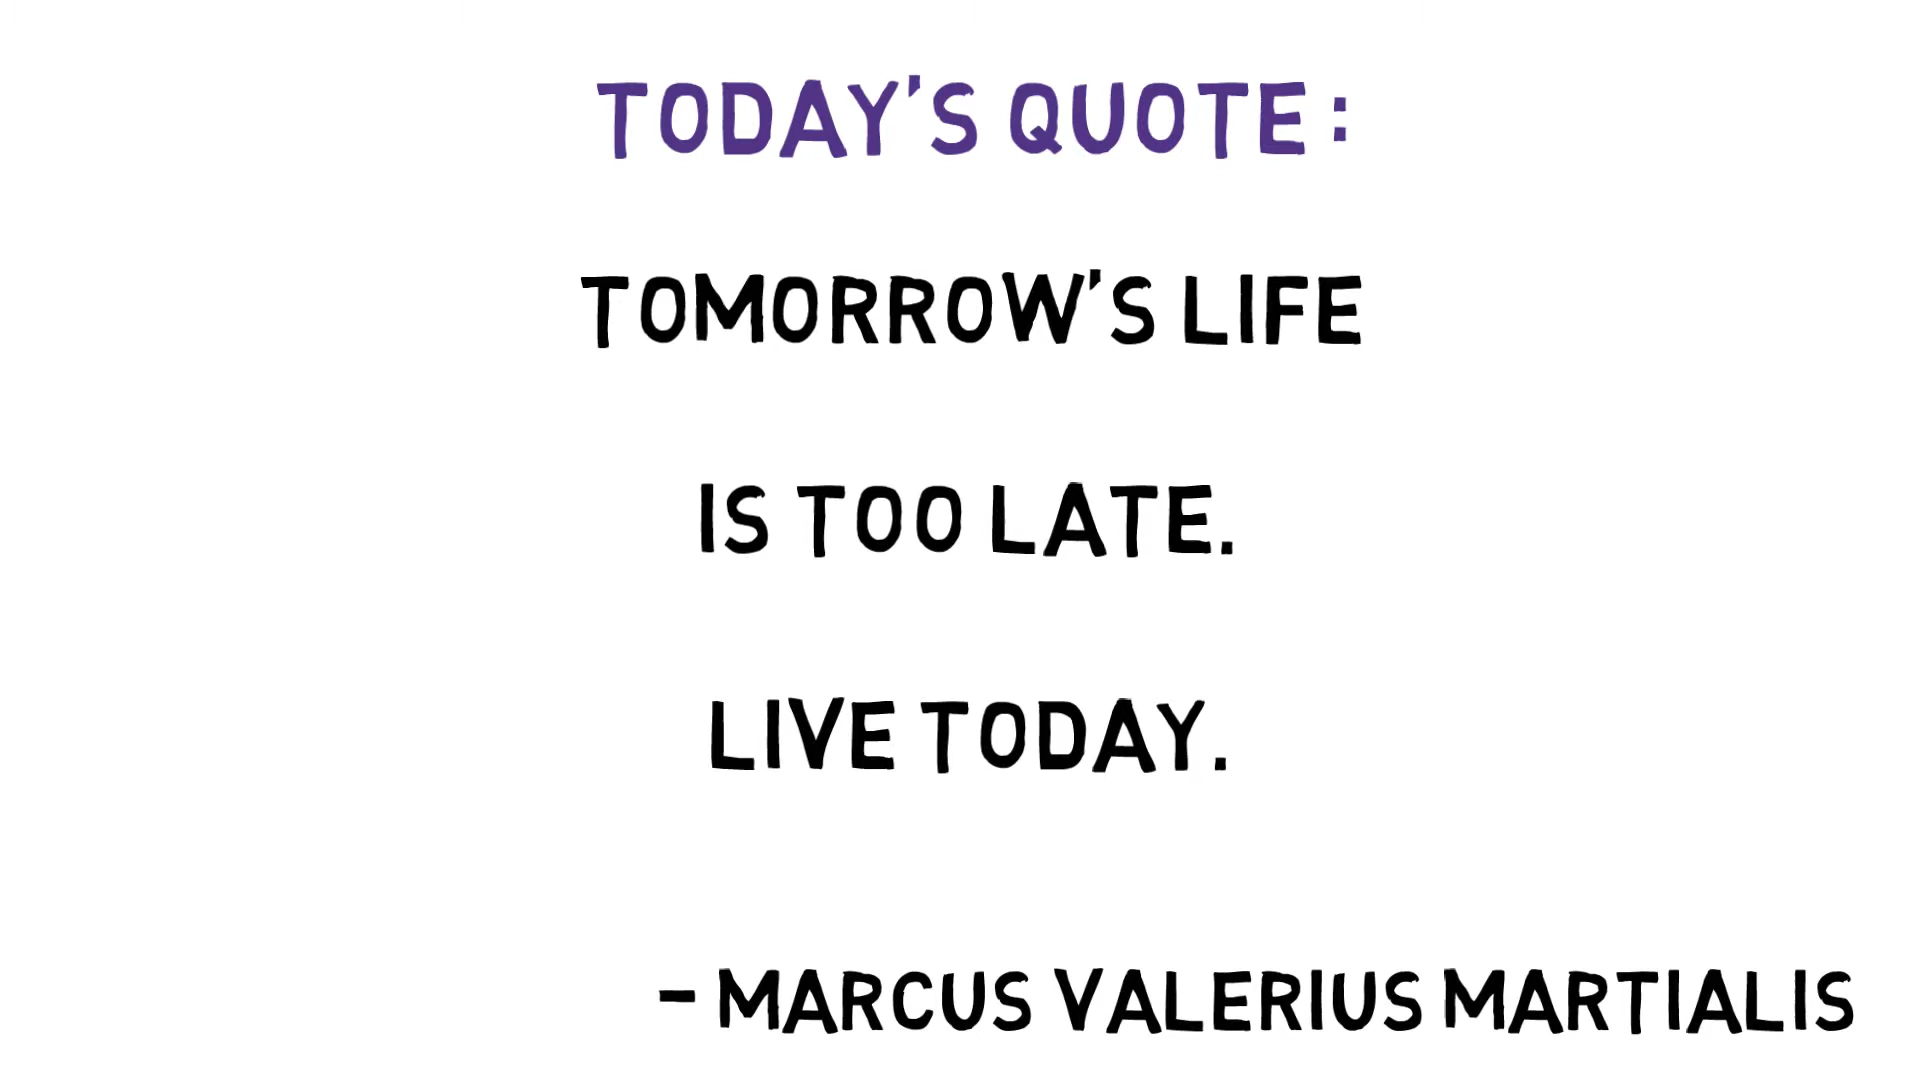 TODAY'S QUOTE :
TOMORROW'S LIFE
IS TOO LATE.
LIVE TODAY.
- MARCUS VALERIUS MARTIALIS